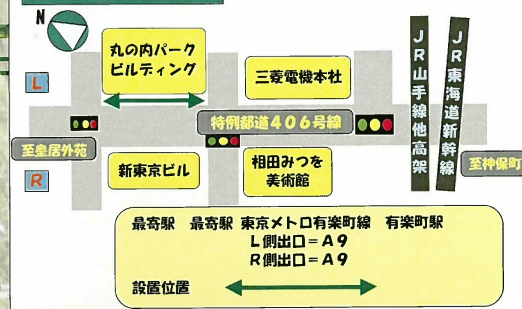 N
丸の内パーク
ビルディング
三菱電機本社
JR山手線他高架
JR東海道新幹線
L
特例都道406号線
至皇居外苑
至神保町
新東京ビル
相田みつを
美術館
R
最寄駅 最寄駅 東京メトロ有楽町線 有楽町駅
L側出口=A9
R側出口=A9
設置位置